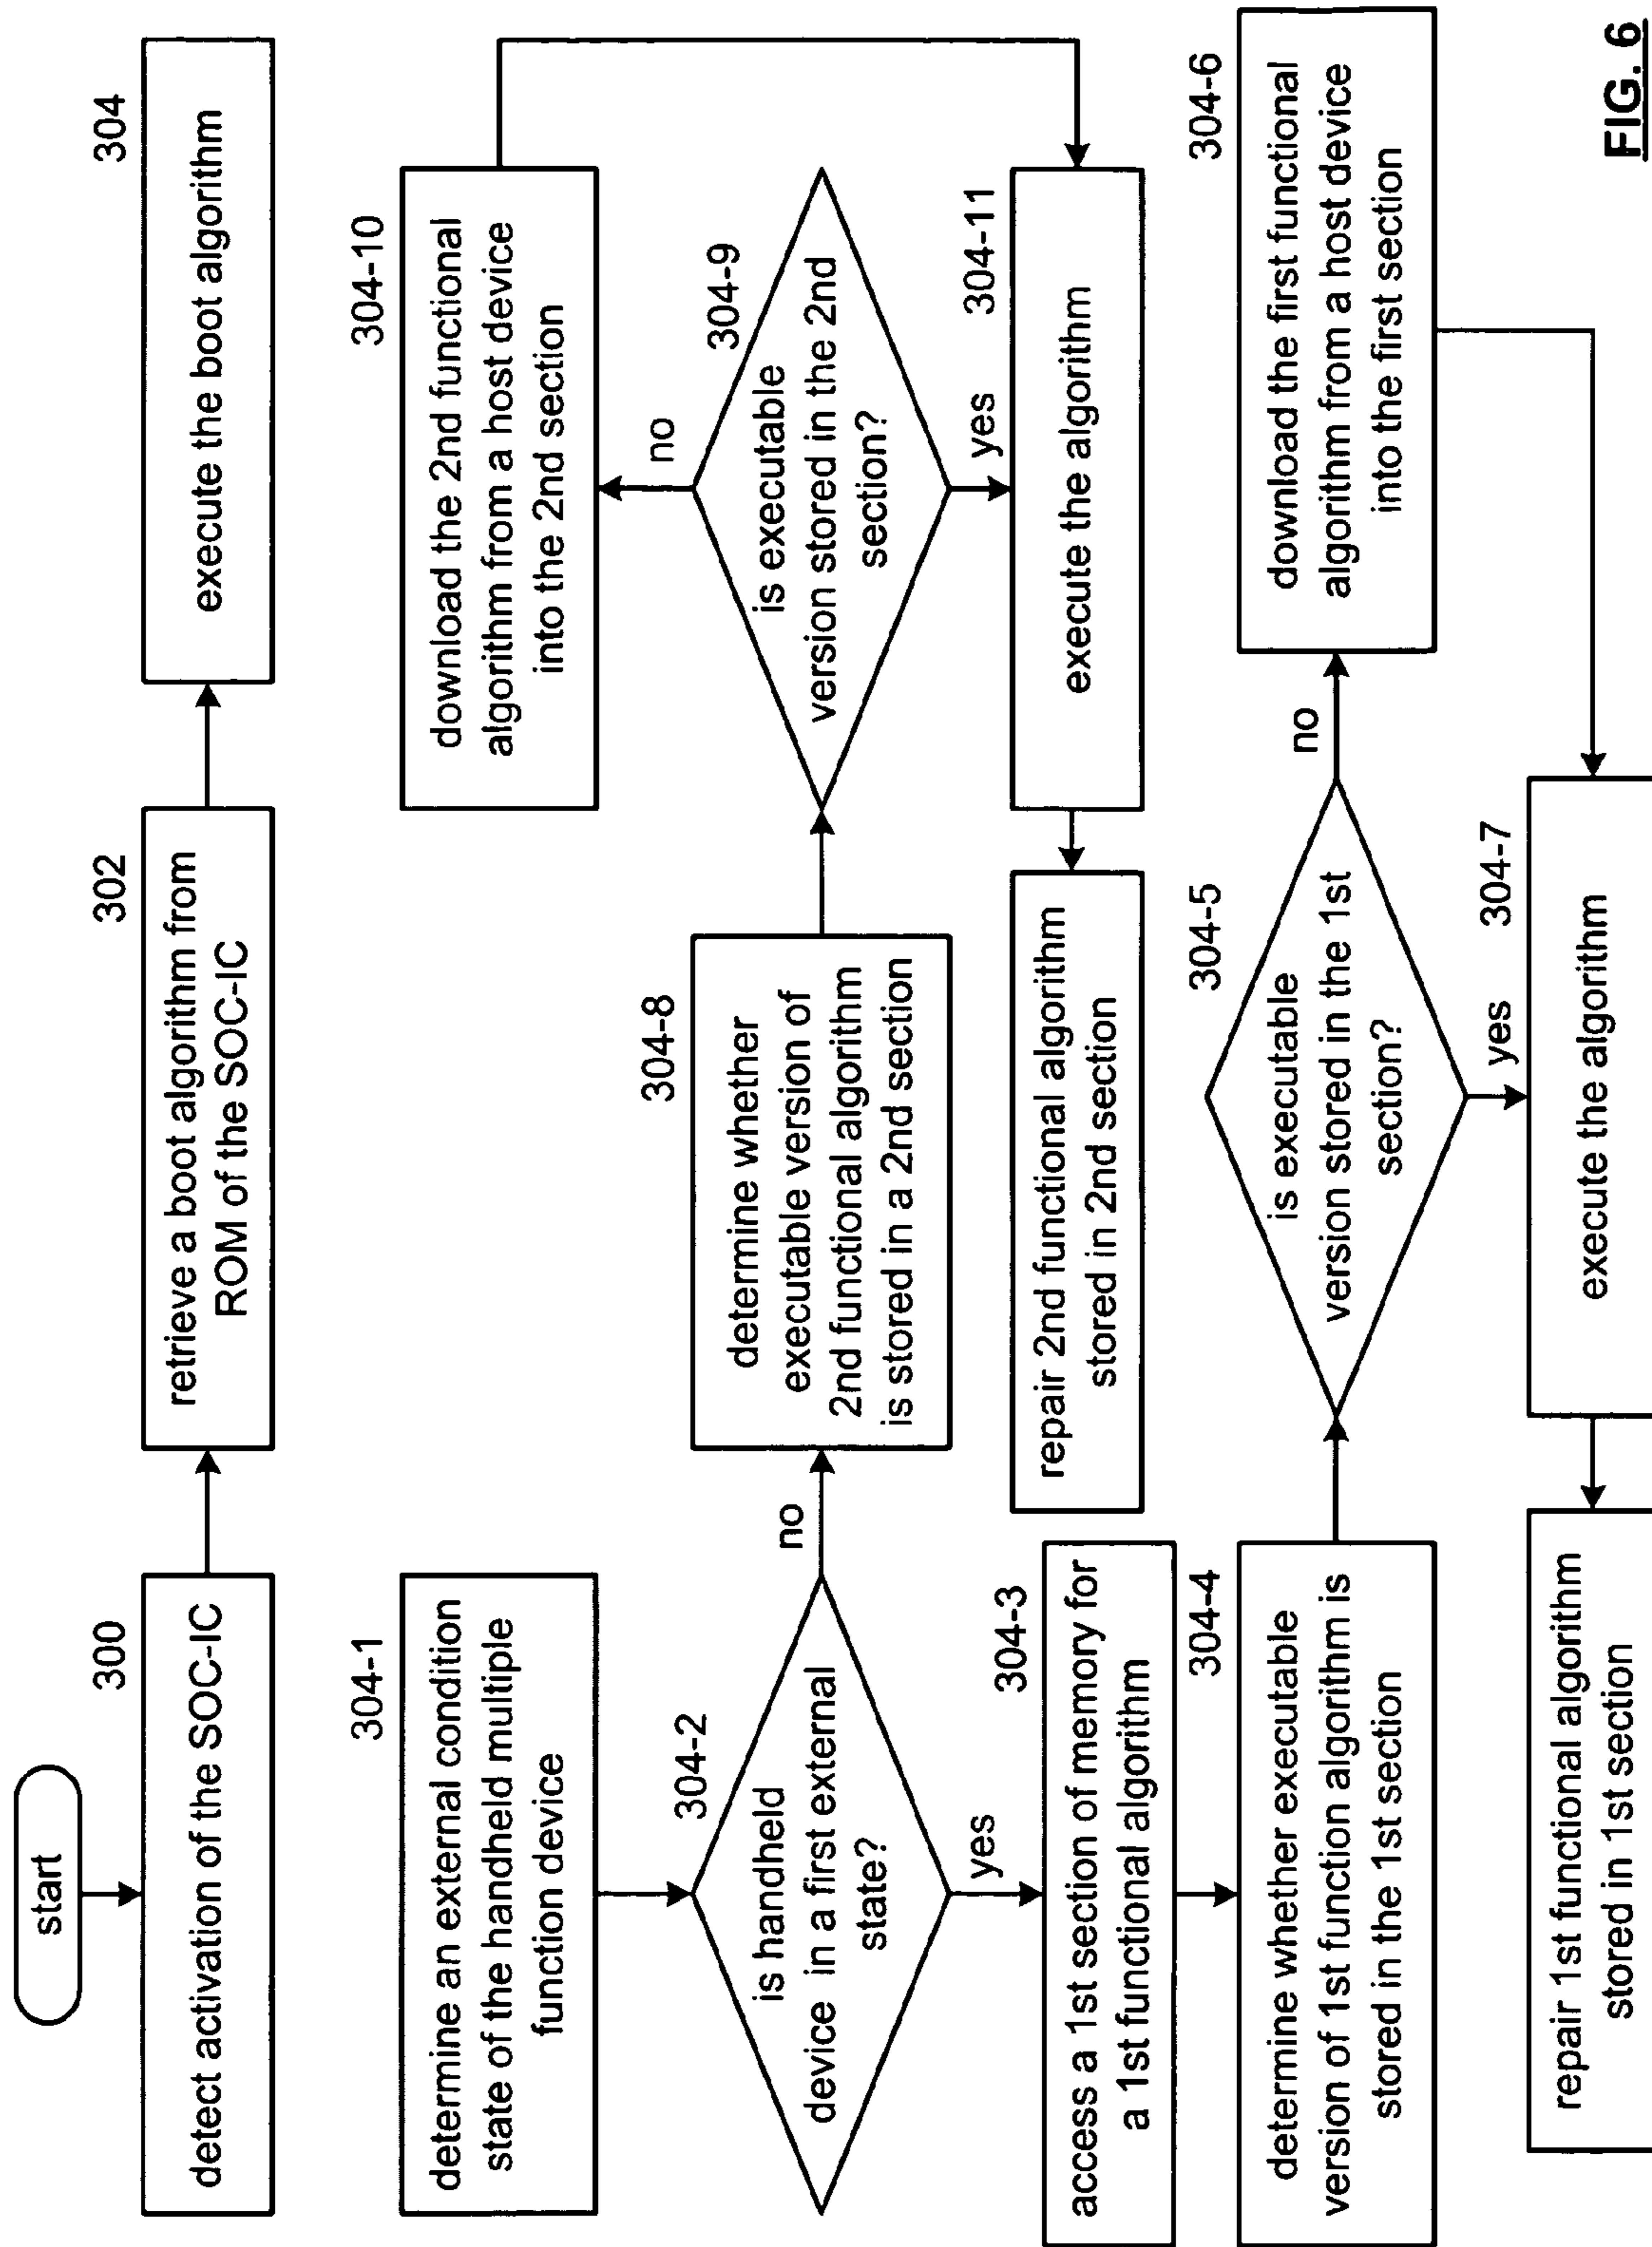 start
300
detect activation of the SOC-IC
302
retrieve a boot algorithm from
ROM of the SOC-IC
304
execute the boot algorithm
304-1
determine an external condition
state of the handheld multiple
function device
304-2
is handheld
device in a first external
state?
no
yes
304-8
determine whether
executable version of
2nd functional algorithm
is stored in a 2nd section
304-9
is executable
version stored in the 2nd
section?
no
yes
304-10
download the 2nd functional
algorithm from a host device
into the 2nd section
304-11
execute the algorithm
repair 2nd functional algorithm
stored in 2nd section
304-3
access a 1st section of memory for
a 1st functional algorithm
304-4
determine whether executable
version of 1st function algorithm is
stored in the 1st section
304-5
is executable
version stored in the 1st
section?
no
yes
304-6
download the first functional
algorithm from a host device
into the first section
304-7
execute the algorithm
repair 1st functional algorithm
stored in 1st section
FIG. 6